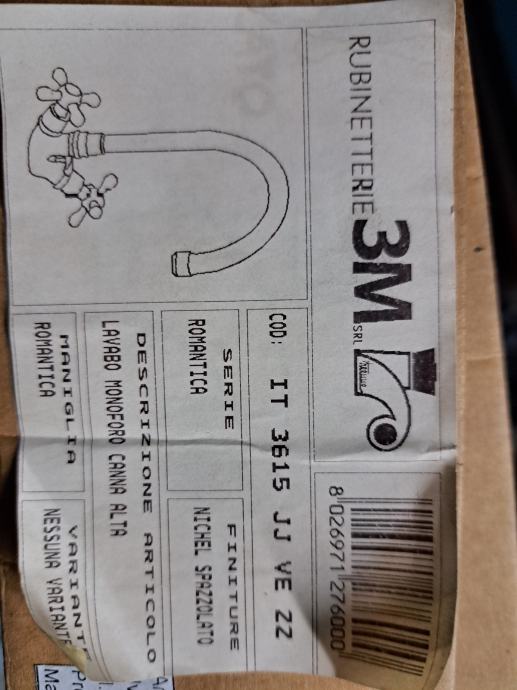 RUBINETTERIE 3M SRL
8 026971 276000
COD: IT 3615 JJ VE ZZ
SERIE
ROMANTICA
FINITURE
NICHEL SPAZZOLATO
DESCRIZIONE ARTICOLO
LAVABO MONOFORO CANNA ALTA
MANIGLIA
ROMANTICA
VARIANTE
NESSUNA VARIANTE